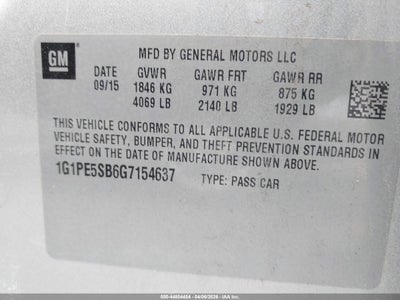 GM
MFD BY GENERAL MOTORS LLC
DATE GVWR GAWR FRT GAWR RR
09/15 1846 KG 971 KG 875 KG
4069 LB 2140 LB 1929 LB
THIS VEHICLE CONFORMS TO ALL APPLICABLE U.S. FEDERAL MOTOR
VEHICLE SAFETY, BUMPER, AND THEFT PREVENTION STANDARDS IN
EFFECT ON THE DATE OF MANUFACTURE SHOWN ABOVE.
1G1PE5SB6G7154637 TYPE: PASS CAR